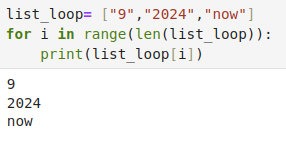 list_loop= ["9","2024","now"]
for i in range(len(list_loop)):
    print(list_loop[i])
9
2024
now